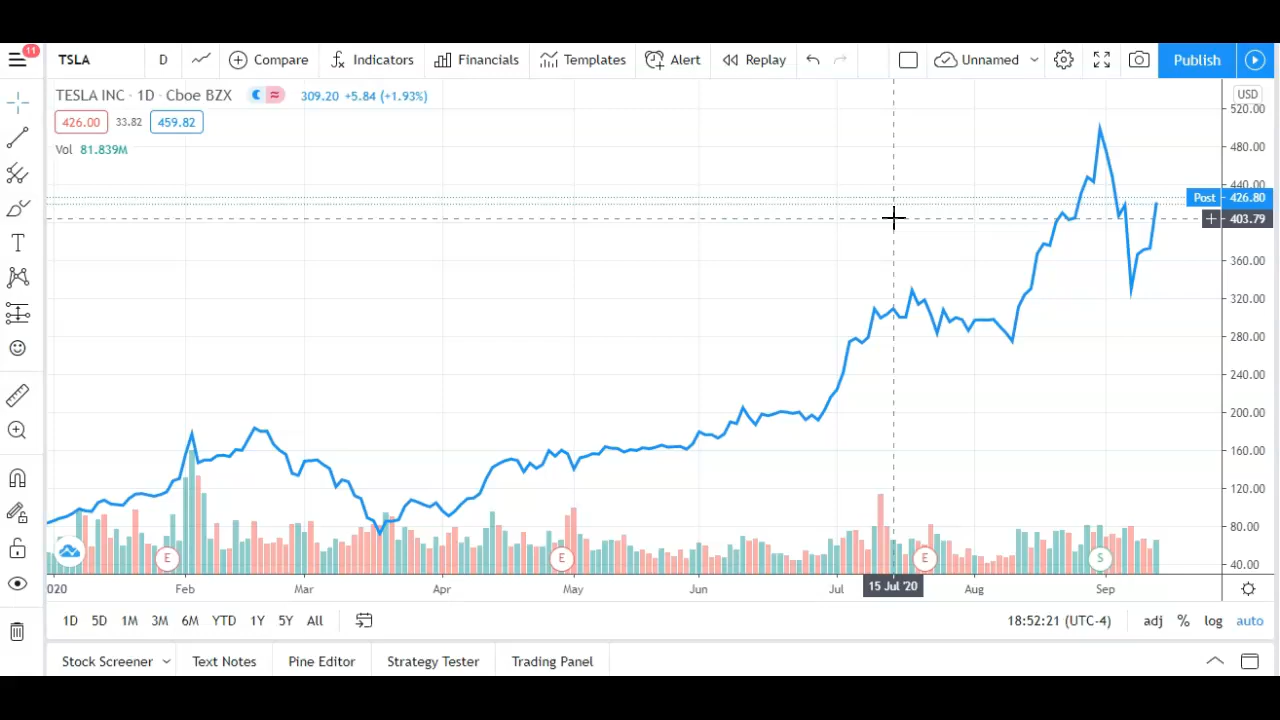 11
TSLA D Compare Indicators Financials Templates Alert Replay Unnamed Publish
TESLA INC · 1D · Cboe BZX 309.20 +5.84 (+1.93%)
426.00 33.82 459.82
Vol 81.839M
USD
520.00
480.00
440.00
Post 426.80
403.79
360.00
320.00
280.00
240.00
200.00
160.00
120.00
80.00
40.00
E E E S
2020 Feb Mar Apr May Jun Jul 15 Jul '20 Aug Sep
1D 5D 1M 3M 6M YTD 1Y 5Y All 18:52:21 (UTC-4) adj % log auto
Stock Screener Text Notes Pine Editor Strategy Tester Trading Panel